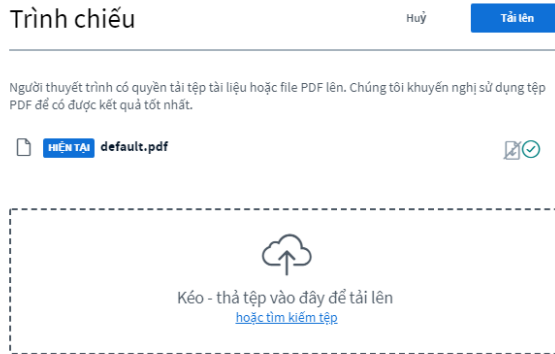 Trình chiếu
Huỷ
Tải lên
Người thuyết trình có quyền tải tệp tài liệu hoặc file PDF lên. Chúng tôi khuyến nghị sử dụng tệp
PDF để có được kết quả tốt nhất.
HIỆN TẠI default.pdf
Kéo - thả tệp vào đây để tải lên
hoặc tìm kiếm tệp